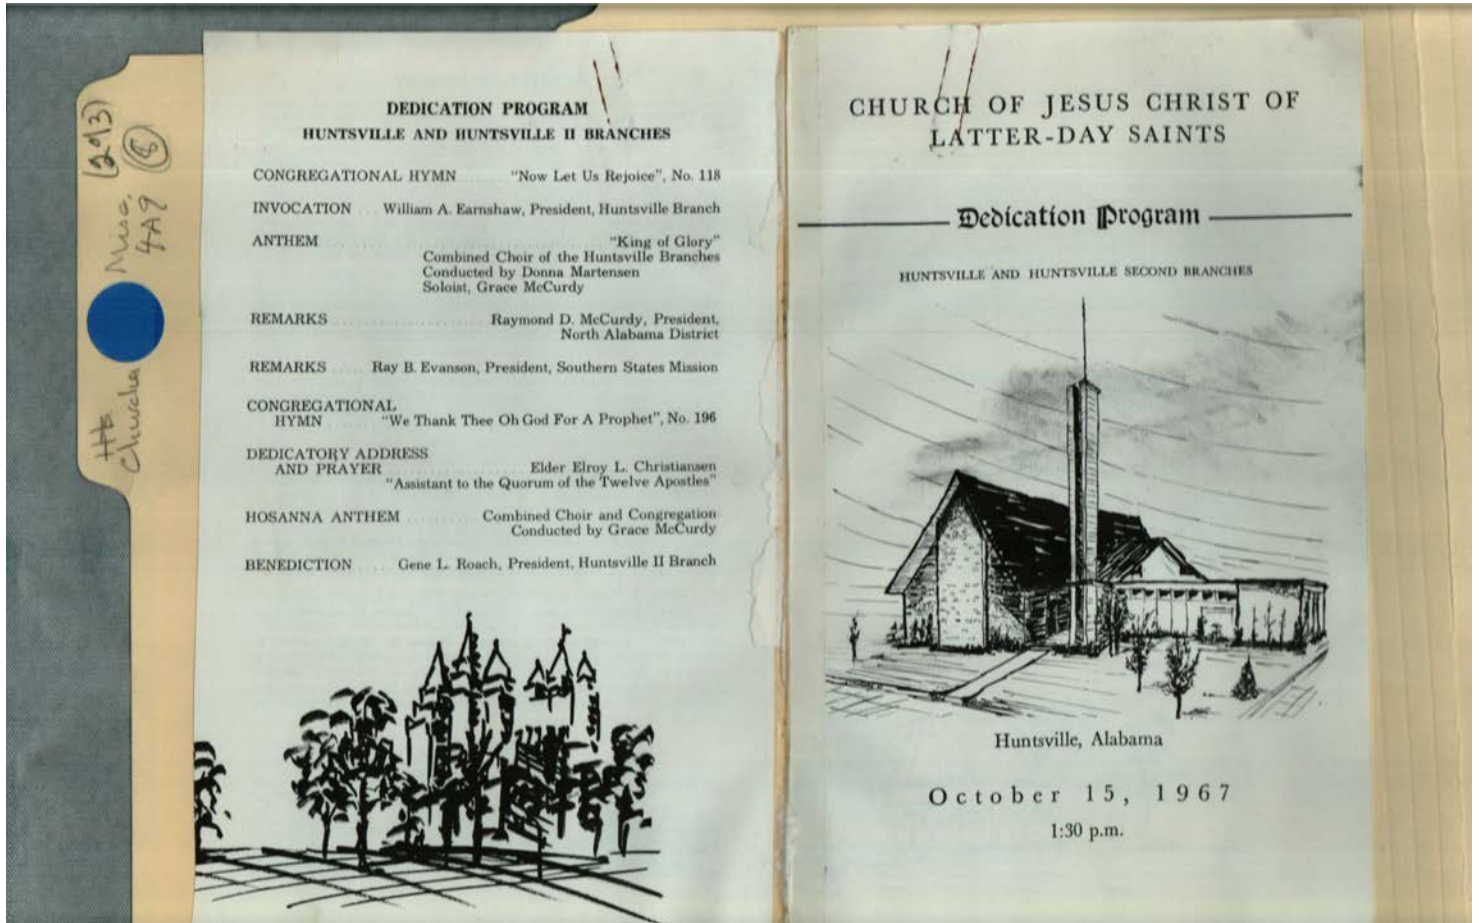 (2 of 3)
8
Misc.
4A9
Churches
DEDICATION PROGRAM
HUNTSVILLE AND HUNTSVILLE II BRANCHES
CONGREGATIONAL HYMN ...... "Now Let Us Rejoice", No. 118
INVOCATION .... William A. Earnshaw, President, Huntsville Branch
ANTHEM ........................................ "King of Glory"
Combined Choir of the Huntsville Branches
Conducted by Donna Martensen
Soloist, Grace McCurdy
REMARKS ........................ Raymond D. McCurdy, President,
North Alabama District
REMARKS ..... Ray B. Evanson, President, Southern States Mission
CONGREGATIONAL
HYMN ..... "We Thank Thee Oh God For A Prophet", No. 196
DEDICATORY ADDRESS
AND PRAYER ..................... Elder Elroy L. Christiansen
"Assistant to the Quorum of the Twelve Apostles"
HOSANNA ANTHEM .......... Combined Choir and Congregation
Conducted by Grace McCurdy
BENEDICTION ..... Gene L. Roach, President, Huntsville II Branch
CHURCH OF JESUS CHRIST OF
LATTER-DAY SAINTS
Dedication Program
HUNTSVILLE AND HUNTSVILLE SECOND BRANCHES
Huntsville, Alabama
October 15, 1967
1:30 p.m.